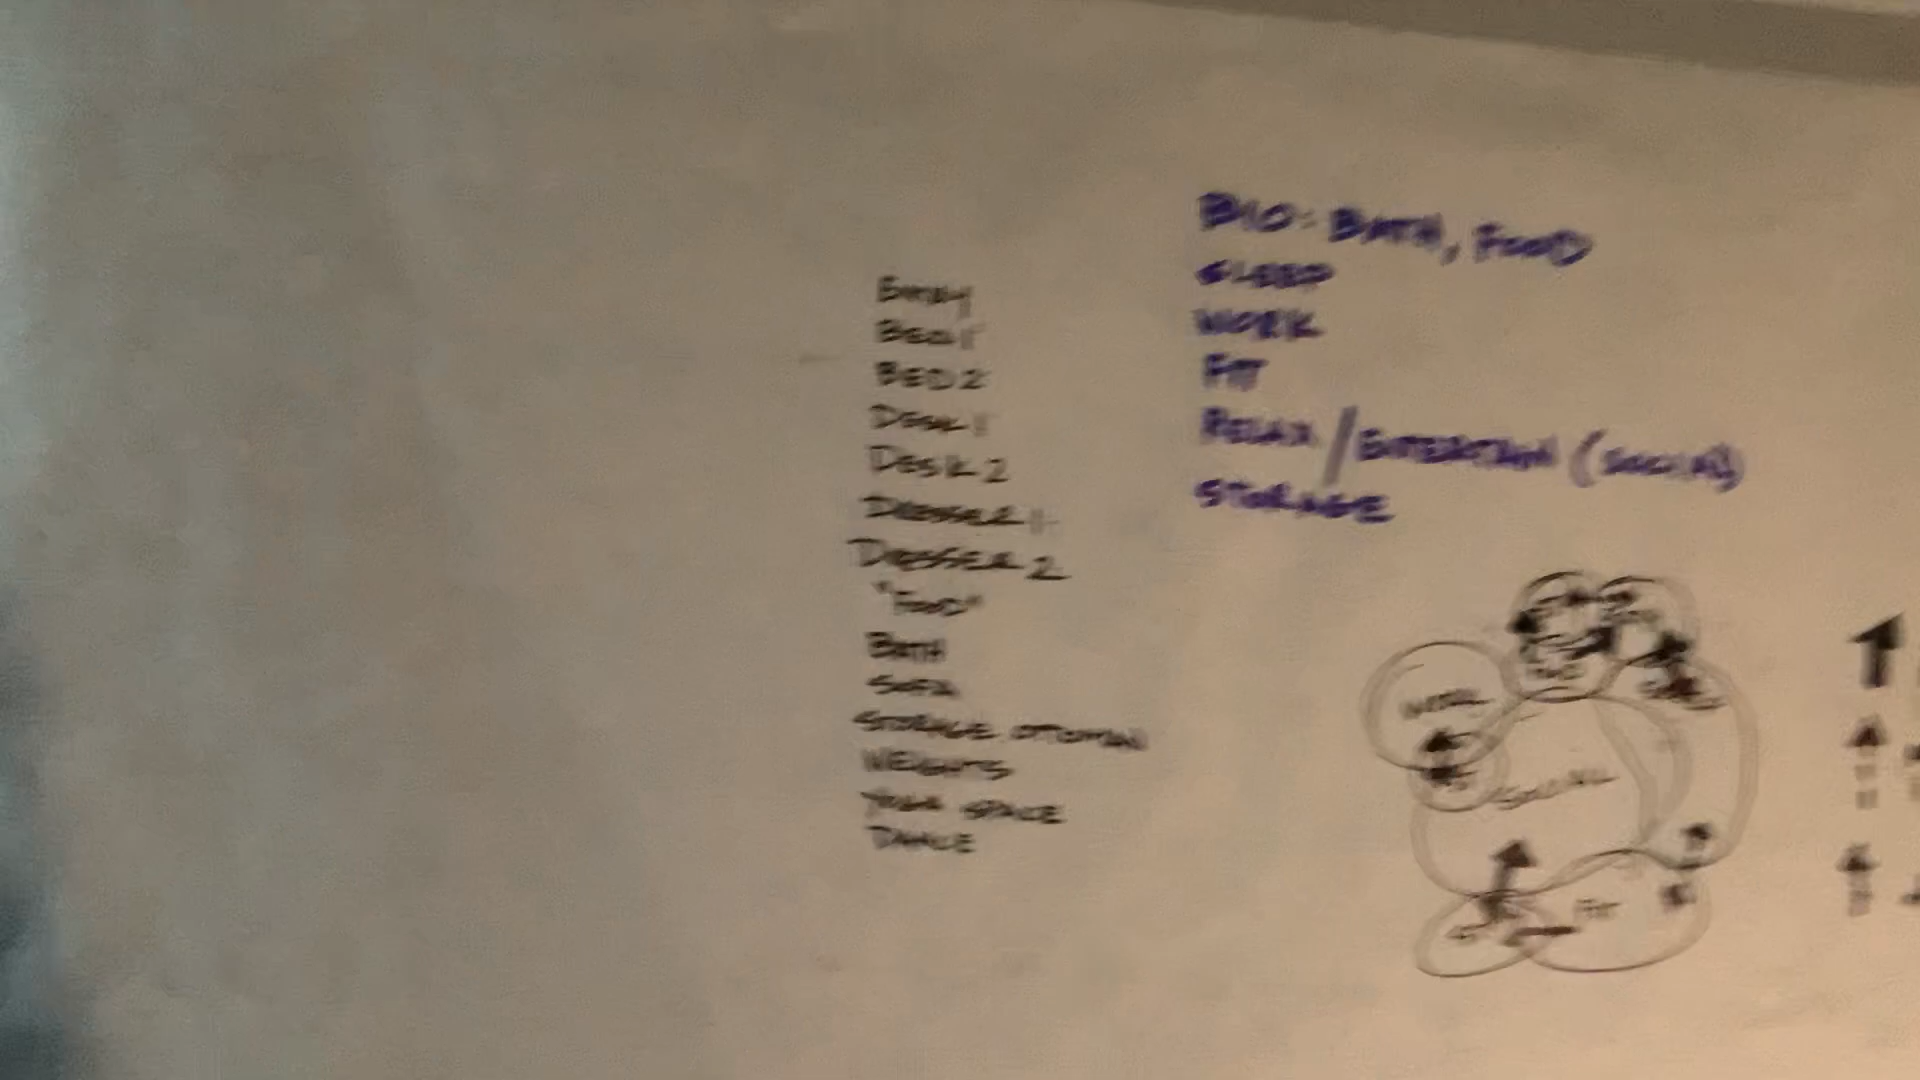 ENTRY
BED 1
BED 2
DESK 1
DESK 2
DRESSER 1
DRESSER 2
"FOOD"
BATH
SOFA
STORAGE OTTOMAN
WEIGHTS
YOGA SPACE
TABLE
BIO: BATH, FOOD
SLEEP
WORK
FIT
RELAX / ENTERTAIN (SOCIAL)
STORAGE
WORK
SOCIAL
FIT